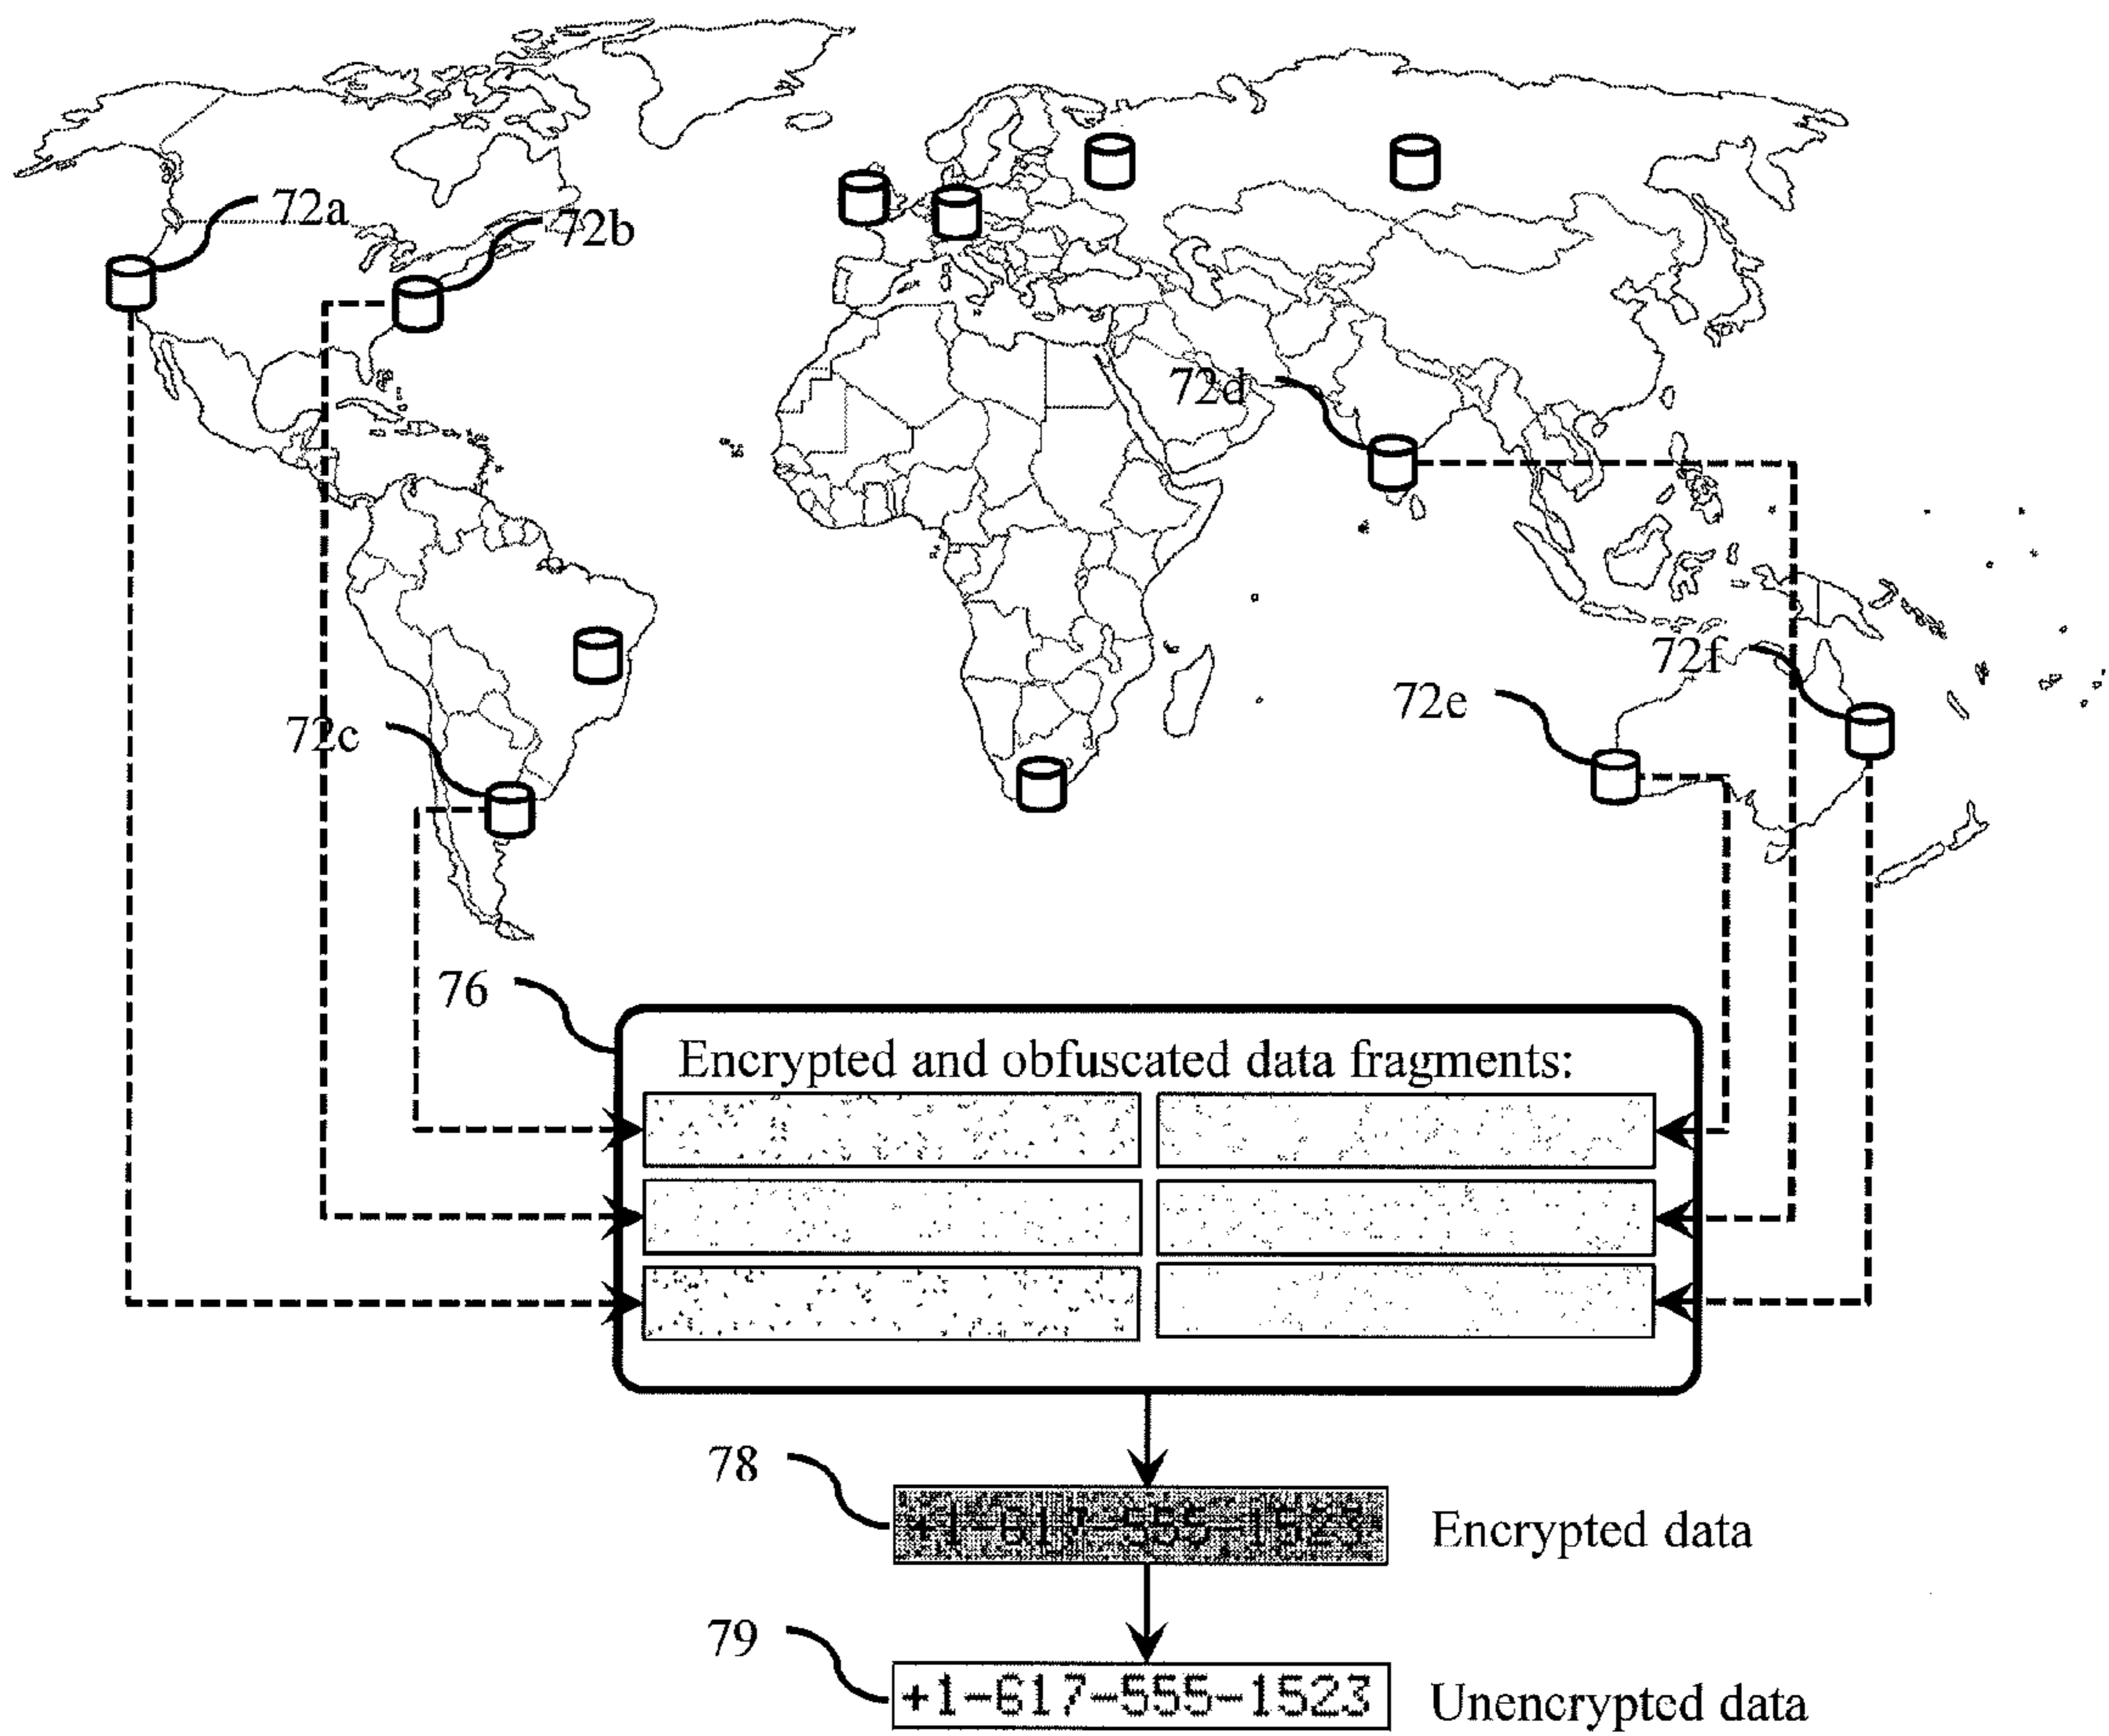 72a
72b
72d
72f
72e
72c
76
Encrypted and obfuscated data fragments:
78
+1-617-555-1523
Encrypted data
79
+1-617-555-1523
Unencrypted data